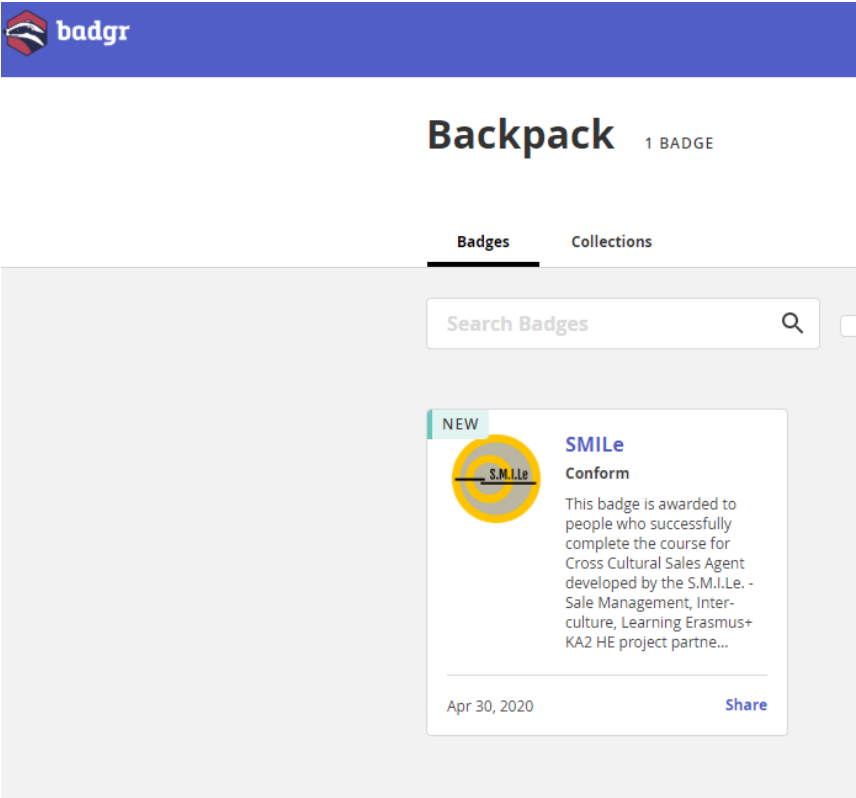 badgr
Backpack 1 BADGE
Badges Collections
Search Badges
NEW
S.M.I.Le
SMILe
Conform
This badge is awarded to
people who successfully
complete the course for
Cross Cultural Sales Agent
developed by the S.M.I.Le. -
Sale Management, Inter-
culture, Learning Erasmus+
KA2 HE project partne...
Apr 30, 2020 Share